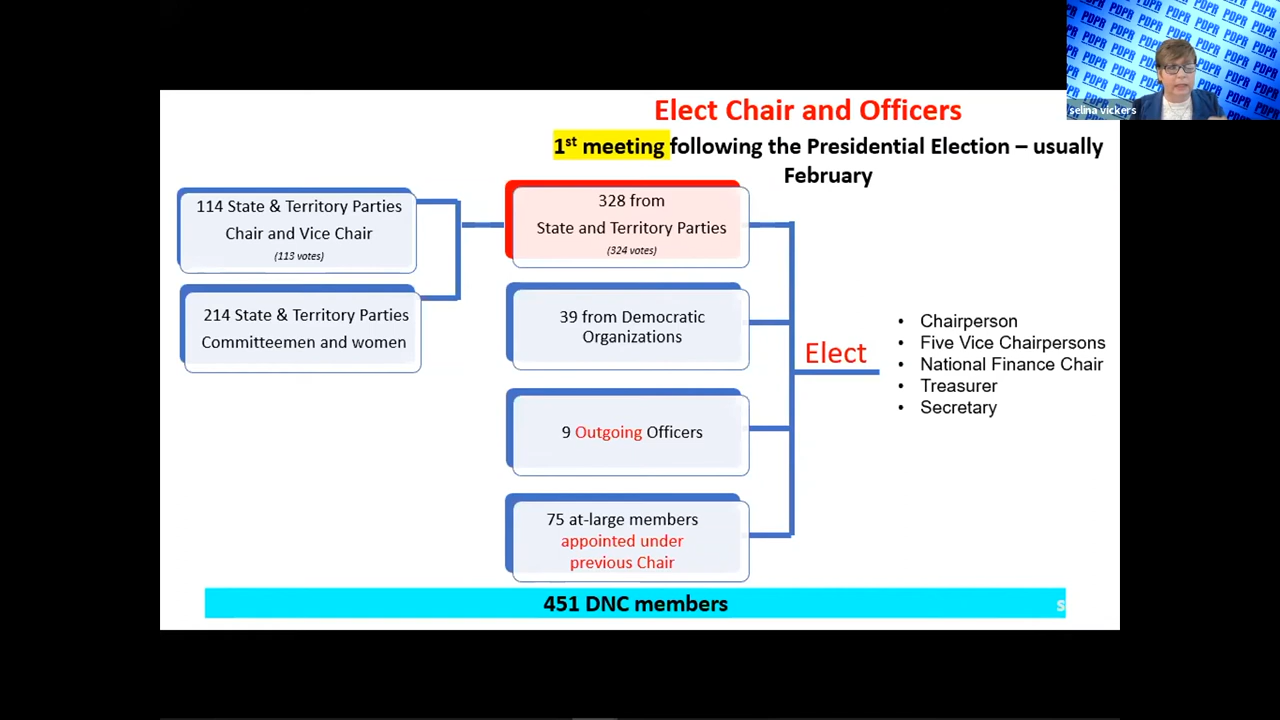 PDPR
selina vickers
Elect Chair and Officers
1st meeting following the Presidential Election – usually
February
114 State & Territory Parties
Chair and Vice Chair
(113 votes)
214 State & Territory Parties
Committeemen and women
328 from
State and Territory Parties
(324 votes)
39 from Democratic
Organizations
9 Outgoing Officers
75 at-large members
appointed under
previous Chair
Elect
• Chairperson
• Five Vice Chairpersons
• National Finance Chair
• Treasurer
• Secretary
451 DNC members